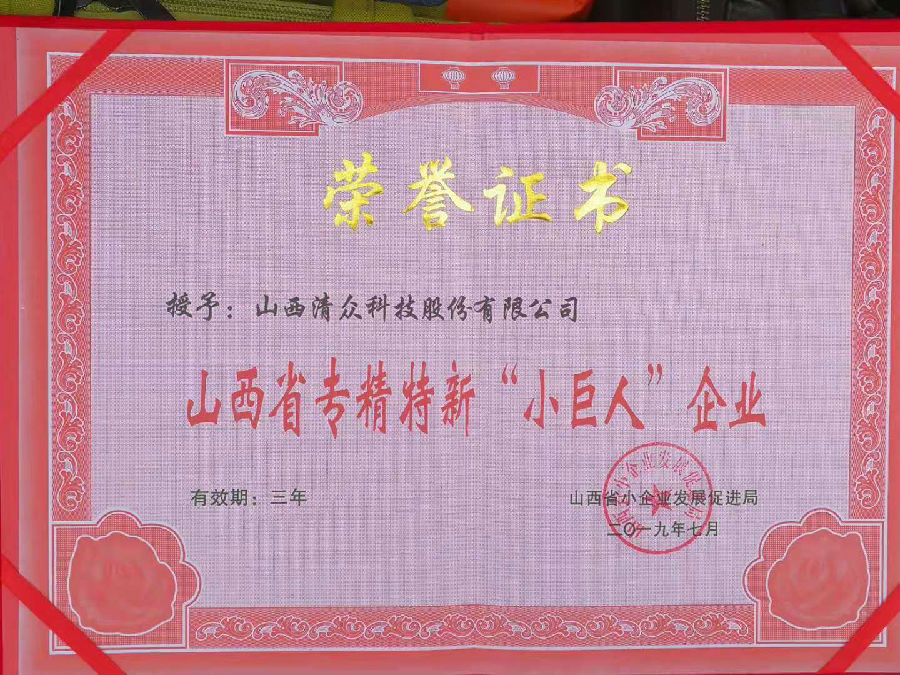 荣誉证书
授予：山西清众科技股份有限公司
山西省专精特新“小巨人”企业
有效期：三年
山西省小企业发展促进局
二〇一九年七月